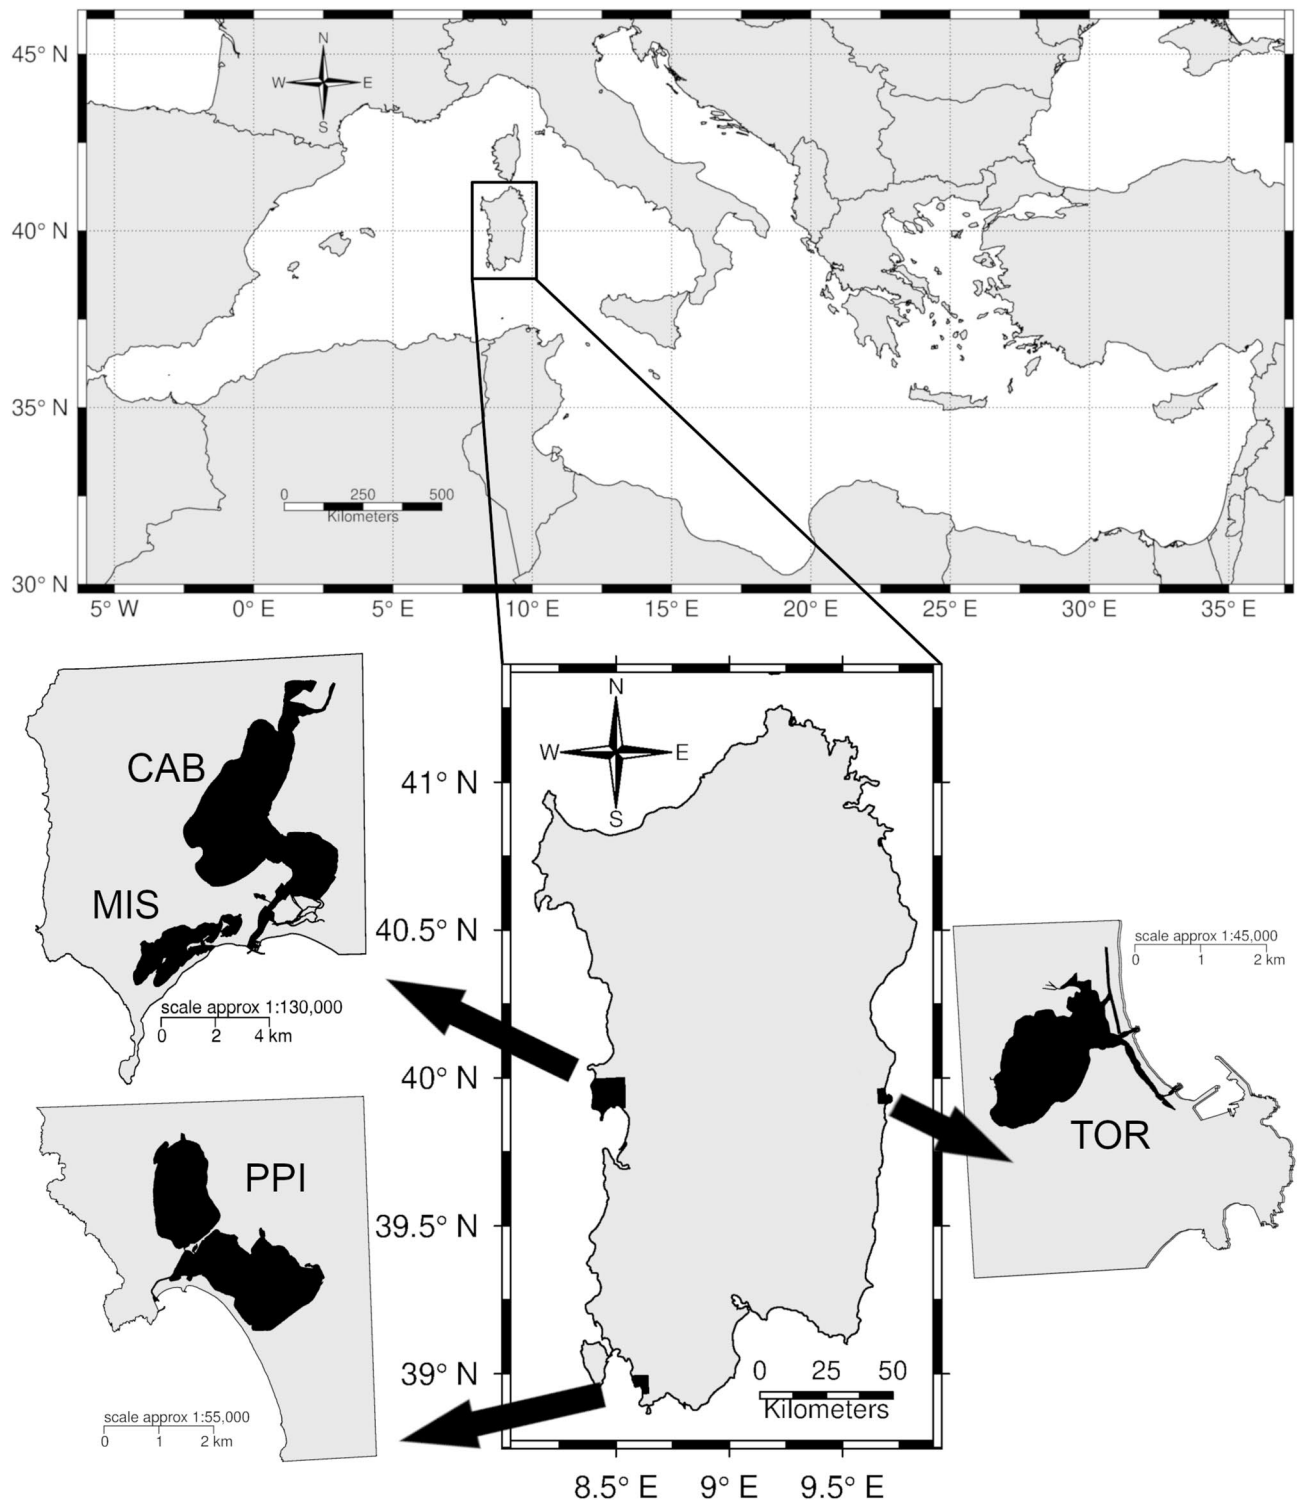 45° N
N
W E
S
40° N
35° N
0 250 500
Kilometers
30° N
5° W 0° E 5° E 10° E 15° E 20° E 25° E 30° E 35° E
CAB
MIS
scale approx 1:130,000
0 2 4 km
N
W E
S
41° N
40.5° N
40° N
39.5° N
39° N
0 25 50
Kilometers
8.5° E 9° E 9.5° E
scale approx 1:45,000
0 1 2 km
TOR
PPI
scale approx 1:55,000
0 1 2 km